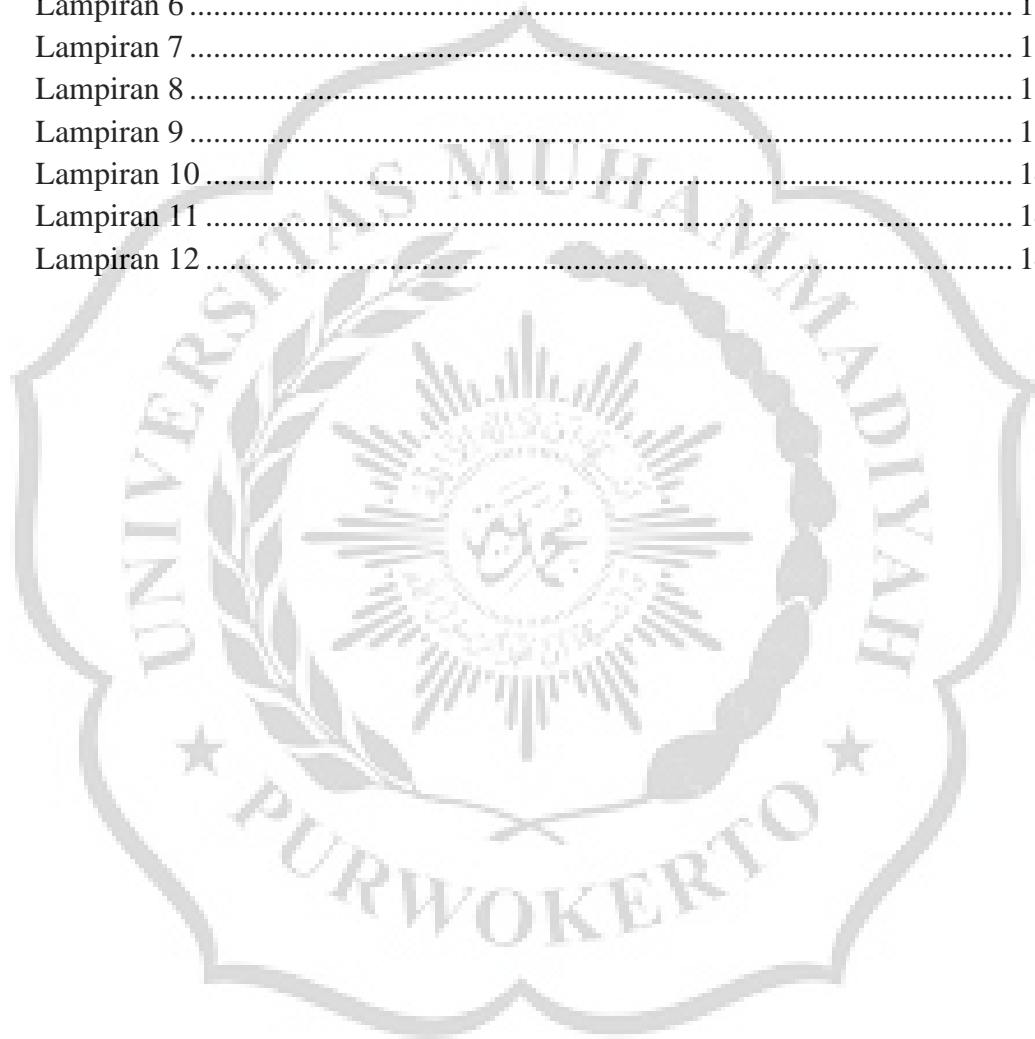 Lampiran 6 ........................................................................................................ 1
Lampiran 7 ........................................................................................................ 1
Lampiran 8 ........................................................................................................ 1
Lampiran 9 ........................................................................................................ 1
Lampiran 10 ...................................................................................................... 1
Lampiran 11 ...................................................................................................... 1
Lampiran 12 ...................................................................................................... 1
UNIVERSITAS MUHAMMADIYAH
★ PURWOKERTO ★